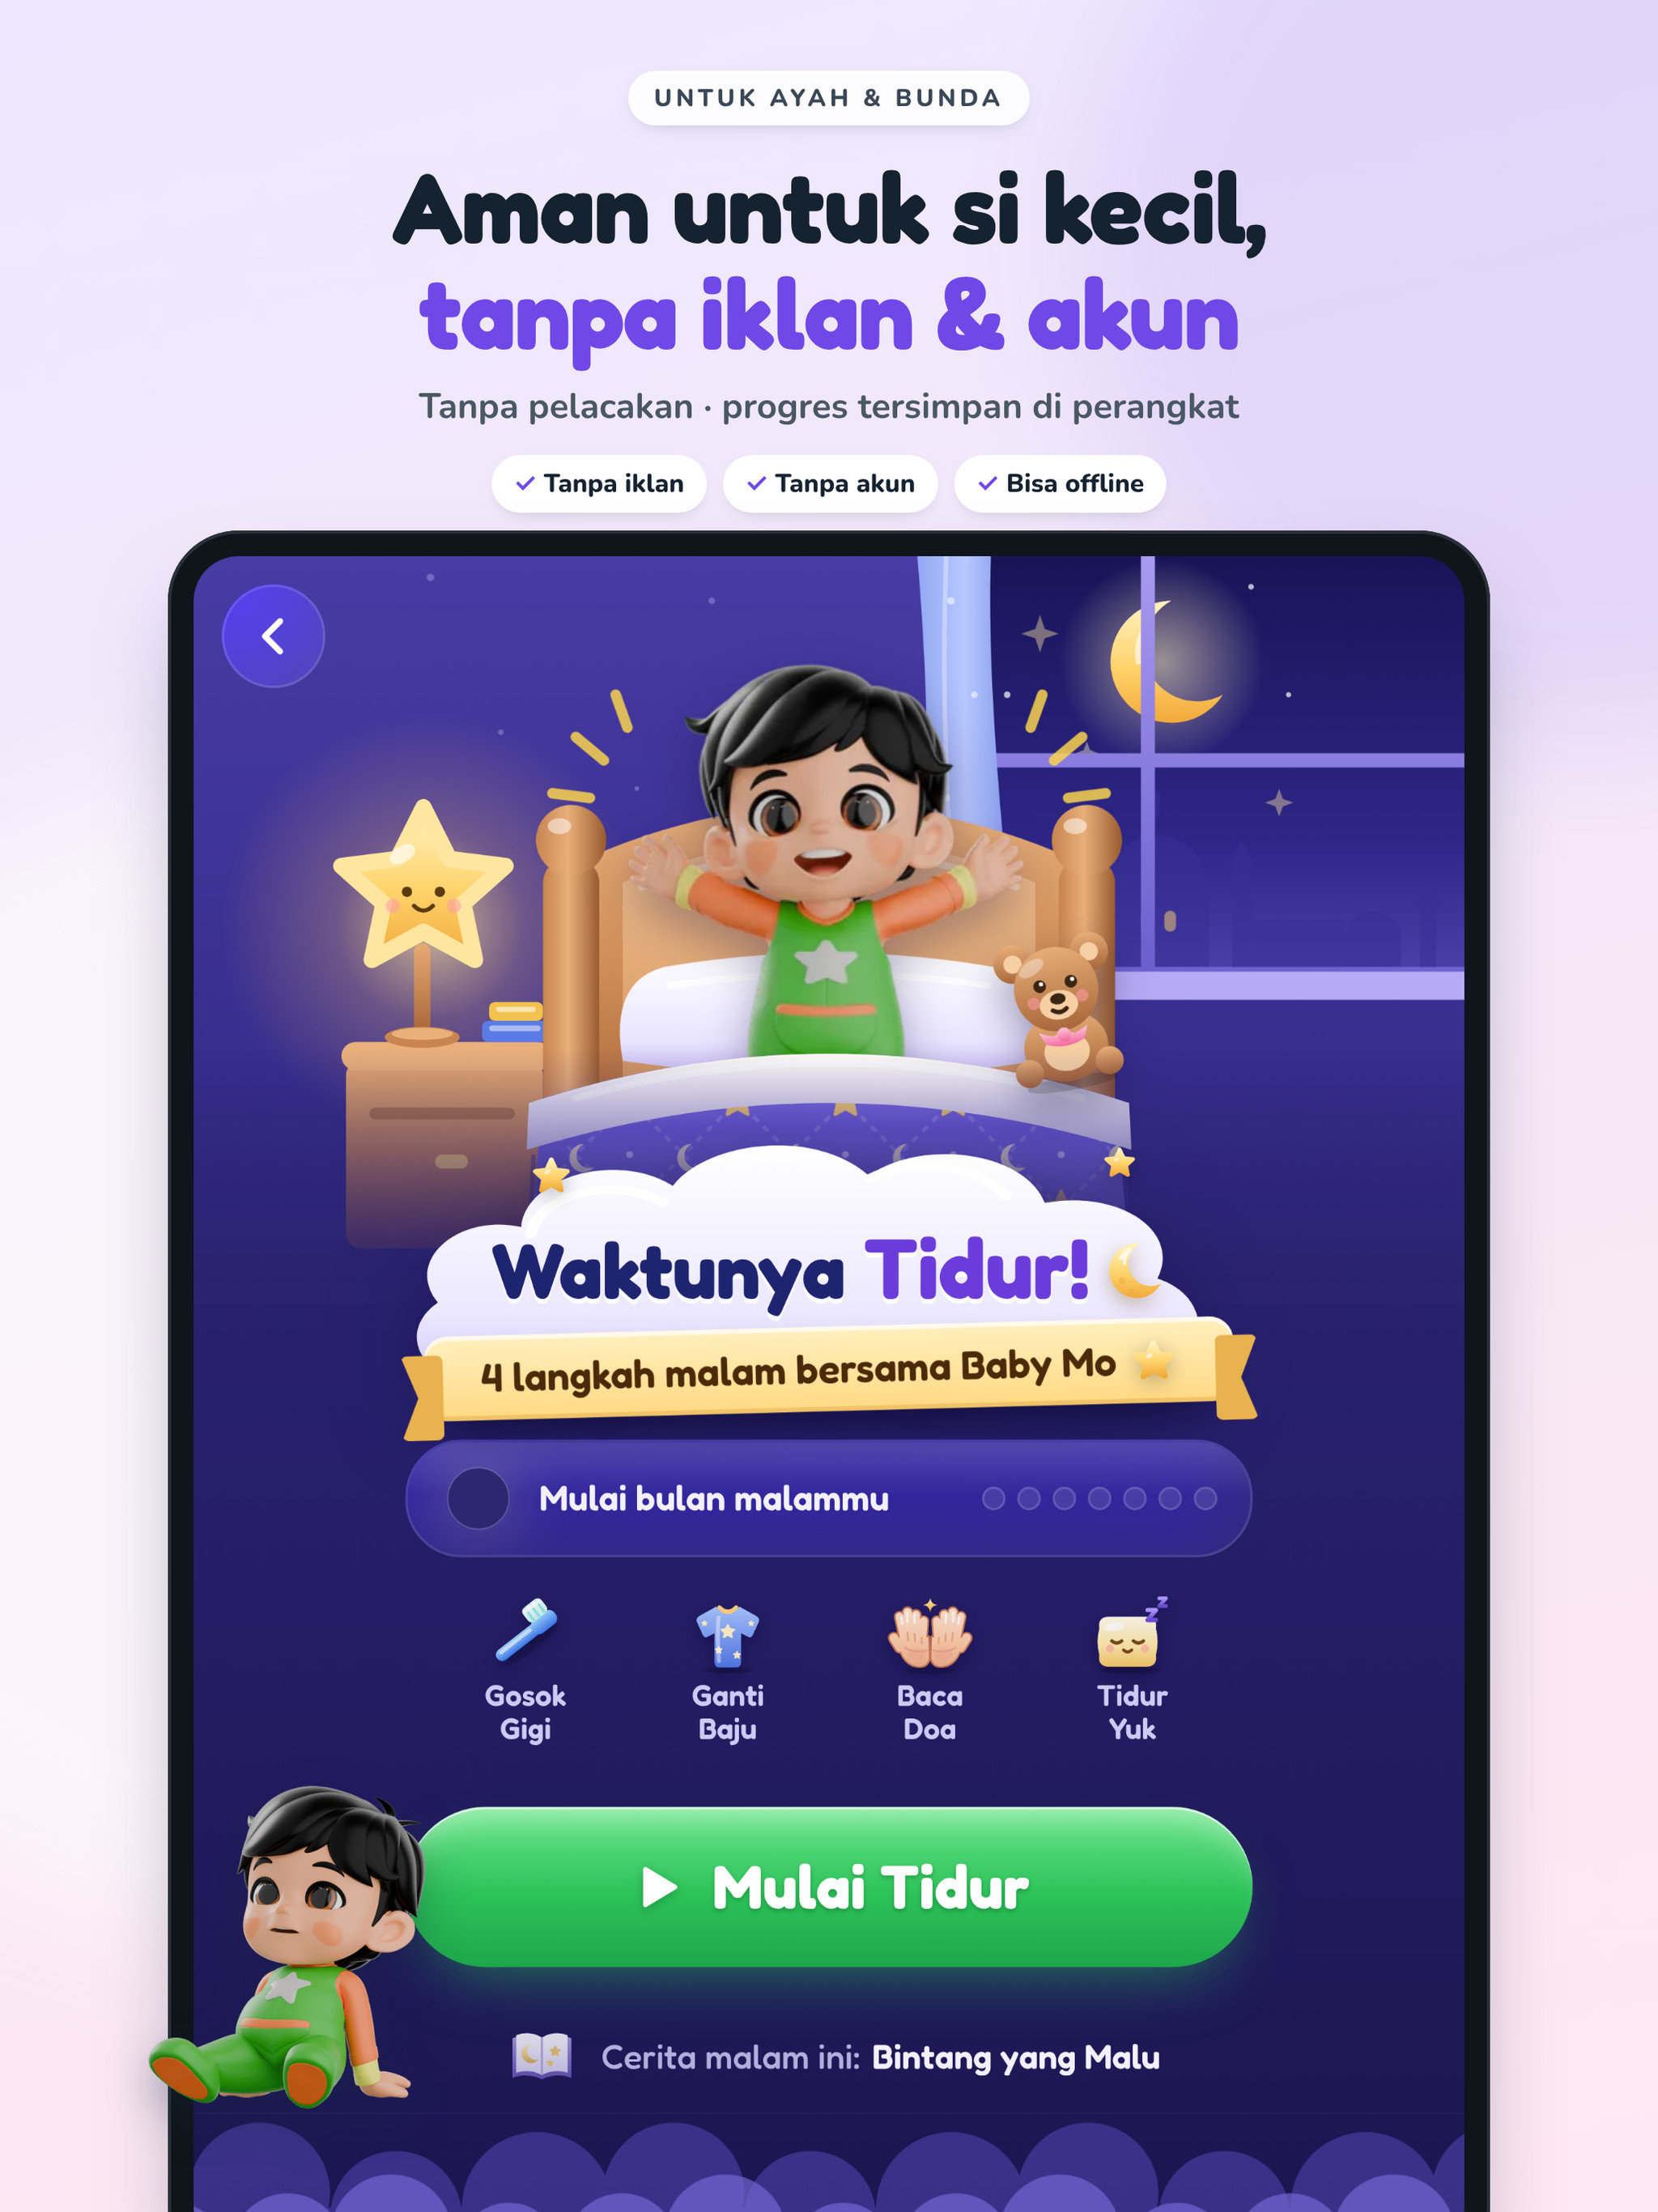 UNTUK AYAH & BUNDA
Aman untuk si kecil,
tanpa iklan & akun
Tanpa pelacakan · progres tersimpan di perangkat
Tanpa iklan
Tanpa akun
Bisa offline
Waktunya Tidur!
4 langkah malam bersama Baby Mo
Mulai bulan malammu
z z
Gosok
Gigi
Ganti
Baju
Baca
Doa
Tidur
Yuk
Mulai Tidur
Cerita malam ini: Bintang yang Malu